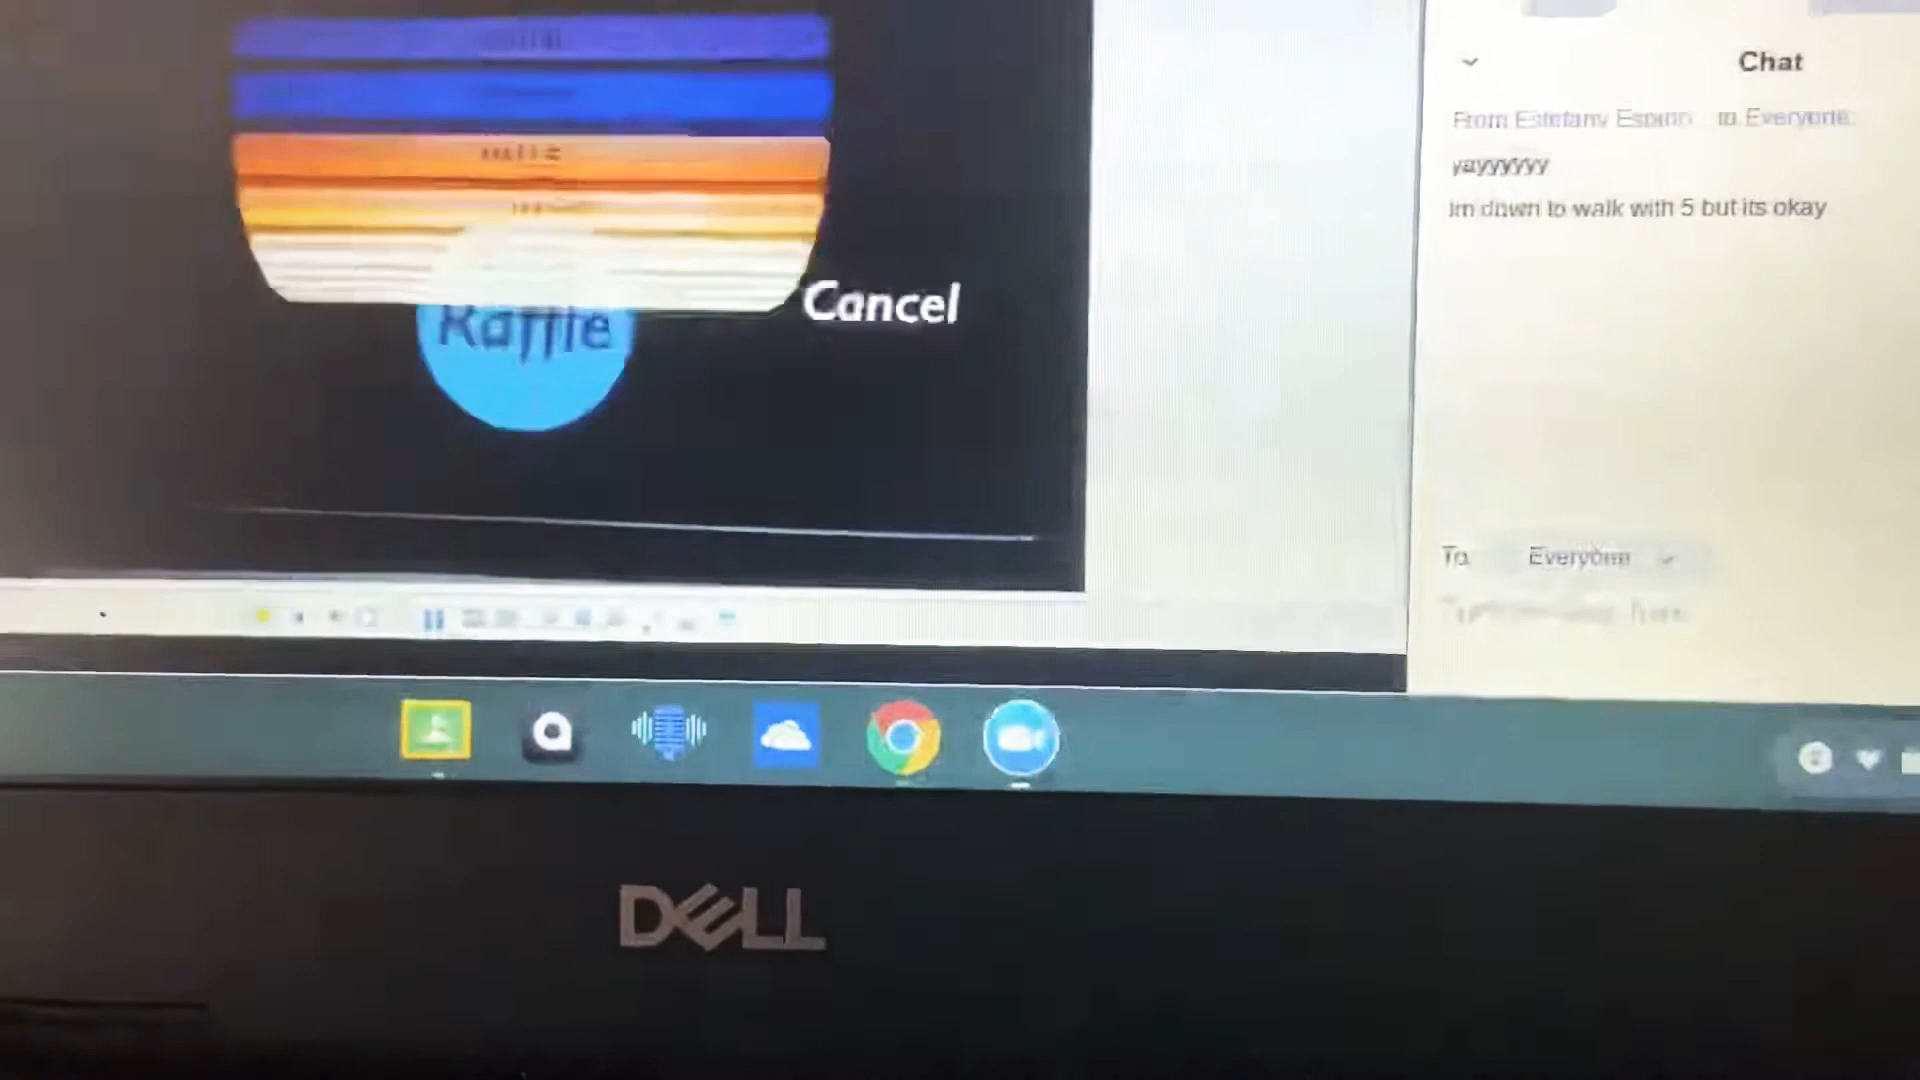 Chat
From Estefany to Everyone:
yayyyyyy
im down to walk with 5 but its okay
Cancel
Raffle
To
Everyone
DELL